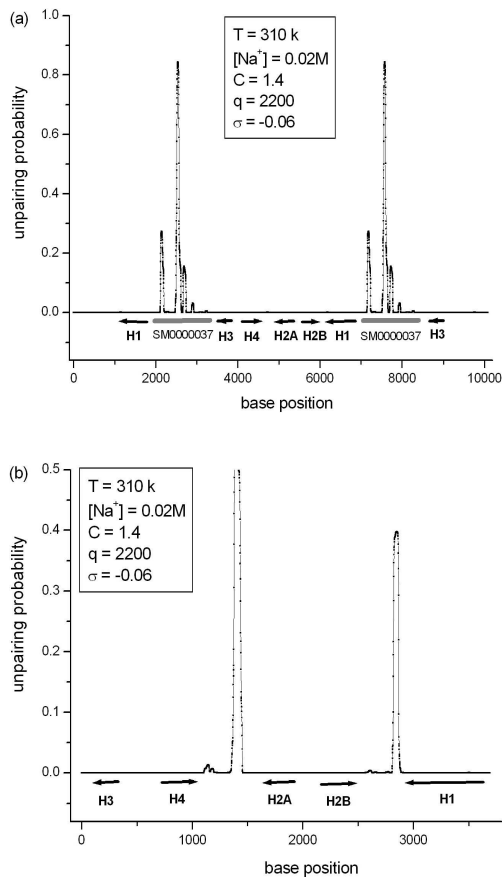 (a)
1.0
0.8
0.6
0.4
0.2
0.0
unpairing probability
T = 310 k
[Na⁺] = 0.02M
C = 1.4
q = 2200
σ = -0.06
H1 SM0000037 H3 H4 H2A H2B H1 SM0000037 H3
0 2000 4000 6000 8000 10000
base position
(b)
0.5
0.4
0.3
0.2
0.1
0.0
unpairing probability
T = 310 k
[Na⁺] = 0.02M
C = 1.4
q = 2200
σ = -0.06
H3 H4 H2A H2B H1
0 1000 2000 3000
base position